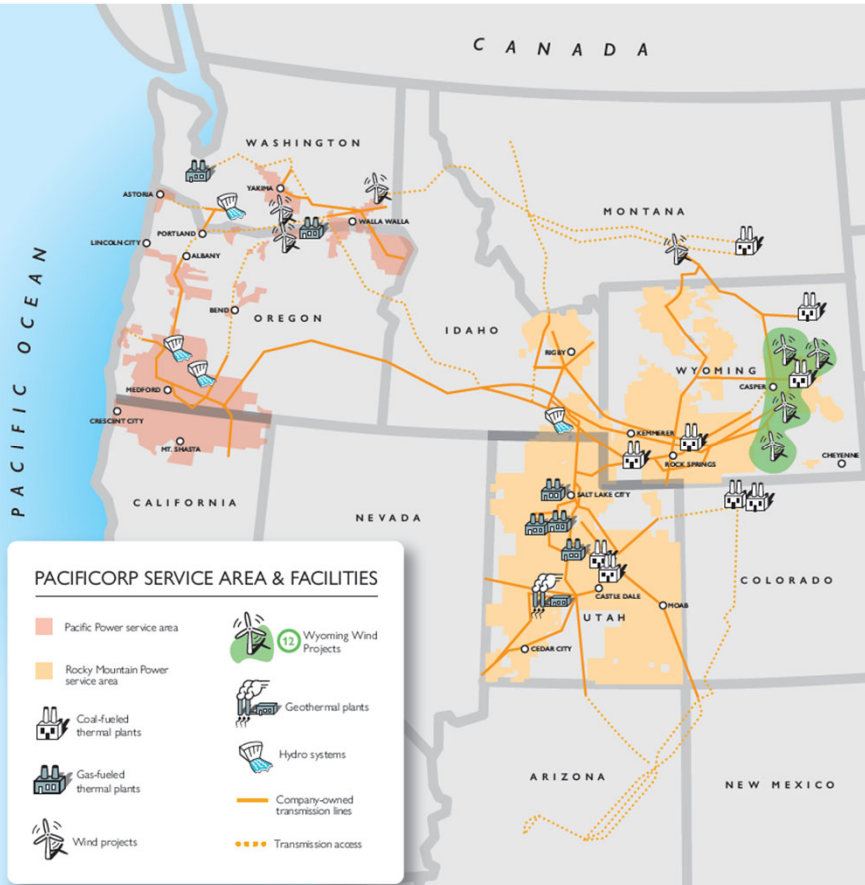 CANADA
WASHINGTON
YAKIMA
ASTORIA
WALLA WALLA
MONTANA
PORTLAND
LINCOLN CITY
ALBANY
PACIFIC OCEAN
BEND
OREGON
IDAHO
RIGBY
WYOMING
CASPER
MEDFORD
CRESCENT CITY
MT. SHASTA
KEMMERER
ROCK SPRINGS
CHEYENNE
CALIFORNIA
NEVADA
SALT LAKE CITY
COLORADO
CASTLE DALE
MOAB
UTAH
CEDAR CITY
ARIZONA
NEW MEXICO
PACIFICORP SERVICE AREA & FACILITIES
Pacific Power service area
Rocky Mountain Power
service area
Coal-fueled
thermal plants
Gas-fueled
thermal plants
Wind projects
12
Wyoming Wind
Projects
Geothermal plants
Hydro systems
Company-owned
transmission lines
Transmission access